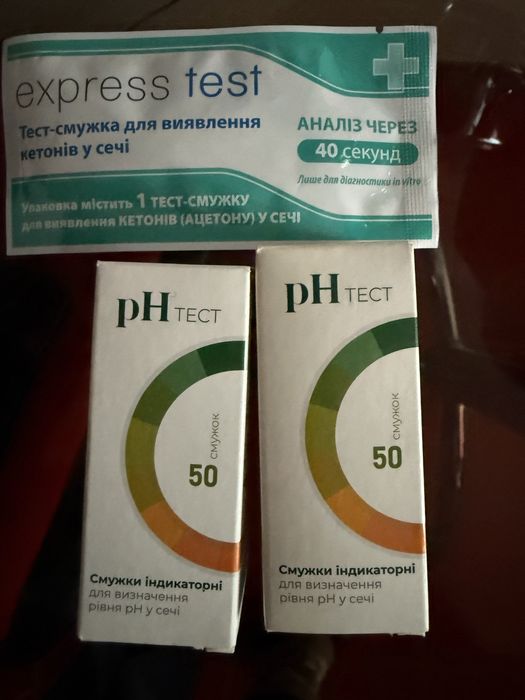 express test
Тест-смужка для виявлення
кетонів у сечі
АНАЛІЗ ЧЕРЕЗ
40 секунд
Лише для діагностики in vitro
Упаковка містить 1 ТЕСТ-СМУЖКУ
для виявлення КЕТОНІВ (АЦЕТОНУ) У СЕЧІ
pH ТЕСТ
50 смужок
Смужки індикаторні
для визначення
рівня pH у сечі
pH ТЕСТ
50 смужок
Смужки індикаторні
для визначення
рівня pH у сечі